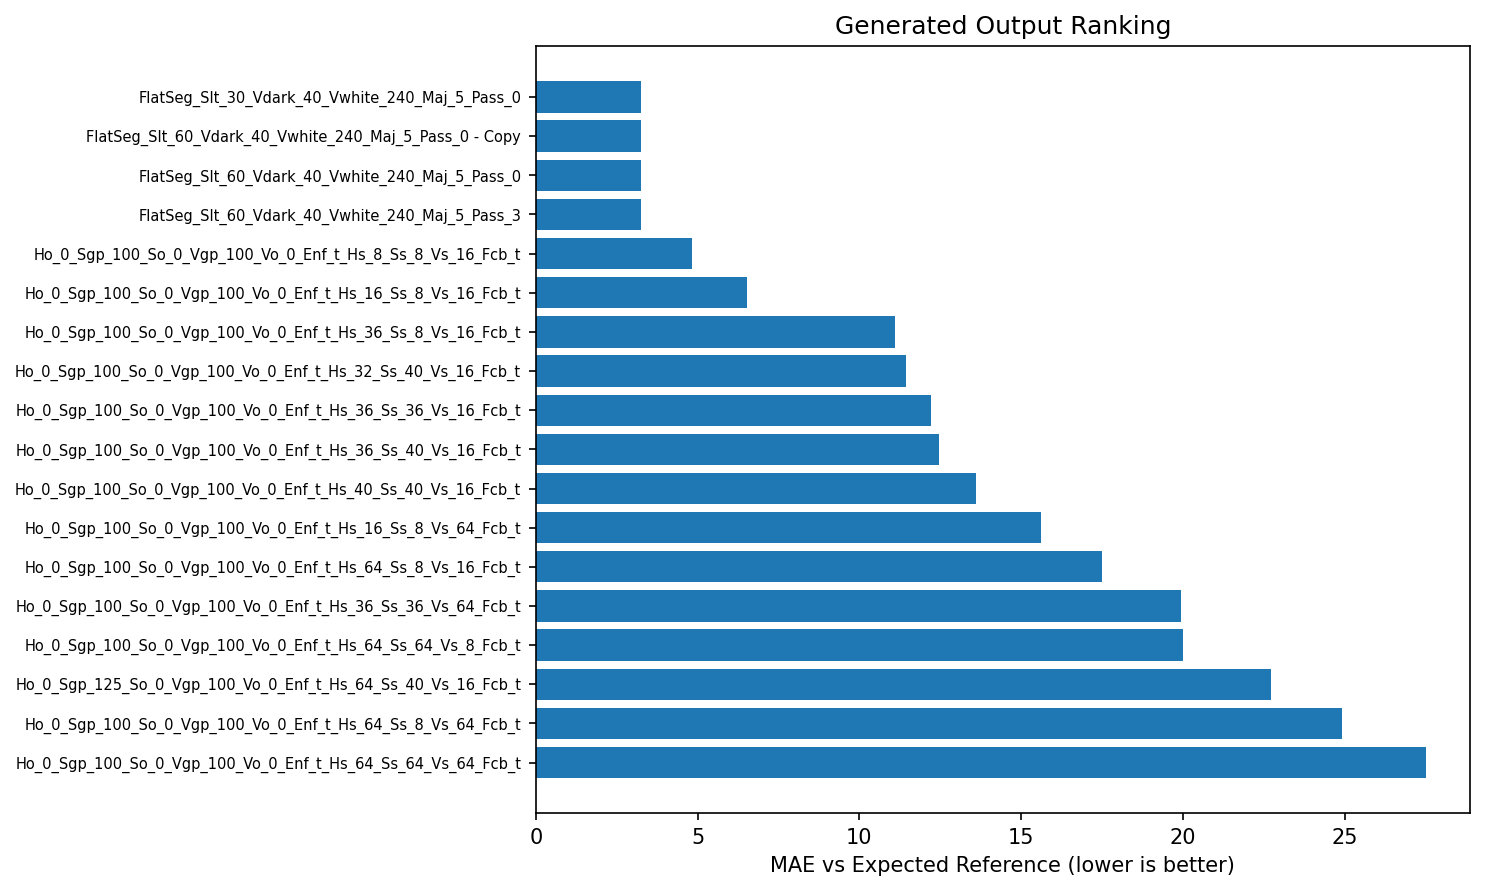 Generated Output Ranking
FlatSeg_Slt_30_Vdark_40_Vwhite_240_Maj_5_Pass_0
FlatSeg_Slt_60_Vdark_40_Vwhite_240_Maj_5_Pass_0 - Copy
FlatSeg_Slt_60_Vdark_40_Vwhite_240_Maj_5_Pass_0
FlatSeg_Slt_60_Vdark_40_Vwhite_240_Maj_5_Pass_3
Ho_0_Sgp_100_So_0_Vgp_100_Vo_0_Enf_t_Hs_8_Ss_8_Vs_16_Fcb_t
Ho_0_Sgp_100_So_0_Vgp_100_Vo_0_Enf_t_Hs_16_Ss_8_Vs_16_Fcb_t
Ho_0_Sgp_100_So_0_Vgp_100_Vo_0_Enf_t_Hs_36_Ss_8_Vs_16_Fcb_t
Ho_0_Sgp_100_So_0_Vgp_100_Vo_0_Enf_t_Hs_32_Ss_40_Vs_16_Fcb_t
Ho_0_Sgp_100_So_0_Vgp_100_Vo_0_Enf_t_Hs_36_Ss_36_Vs_16_Fcb_t
Ho_0_Sgp_100_So_0_Vgp_100_Vo_0_Enf_t_Hs_36_Ss_40_Vs_16_Fcb_t
Ho_0_Sgp_100_So_0_Vgp_100_Vo_0_Enf_t_Hs_40_Ss_40_Vs_16_Fcb_t
Ho_0_Sgp_100_So_0_Vgp_100_Vo_0_Enf_t_Hs_16_Ss_8_Vs_64_Fcb_t
Ho_0_Sgp_100_So_0_Vgp_100_Vo_0_Enf_t_Hs_64_Ss_8_Vs_16_Fcb_t
Ho_0_Sgp_100_So_0_Vgp_100_Vo_0_Enf_t_Hs_36_Ss_36_Vs_64_Fcb_t
Ho_0_Sgp_100_So_0_Vgp_100_Vo_0_Enf_t_Hs_64_Ss_64_Vs_8_Fcb_t
Ho_0_Sgp_125_So_0_Vgp_100_Vo_0_Enf_t_Hs_64_Ss_40_Vs_16_Fcb_t
Ho_0_Sgp_100_So_0_Vgp_100_Vo_0_Enf_t_Hs_64_Ss_8_Vs_64_Fcb_t
Ho_0_Sgp_100_So_0_Vgp_100_Vo_0_Enf_t_Hs_64_Ss_64_Vs_64_Fcb_t
0 5 10 15 20 25
MAE vs Expected Reference (lower is better)